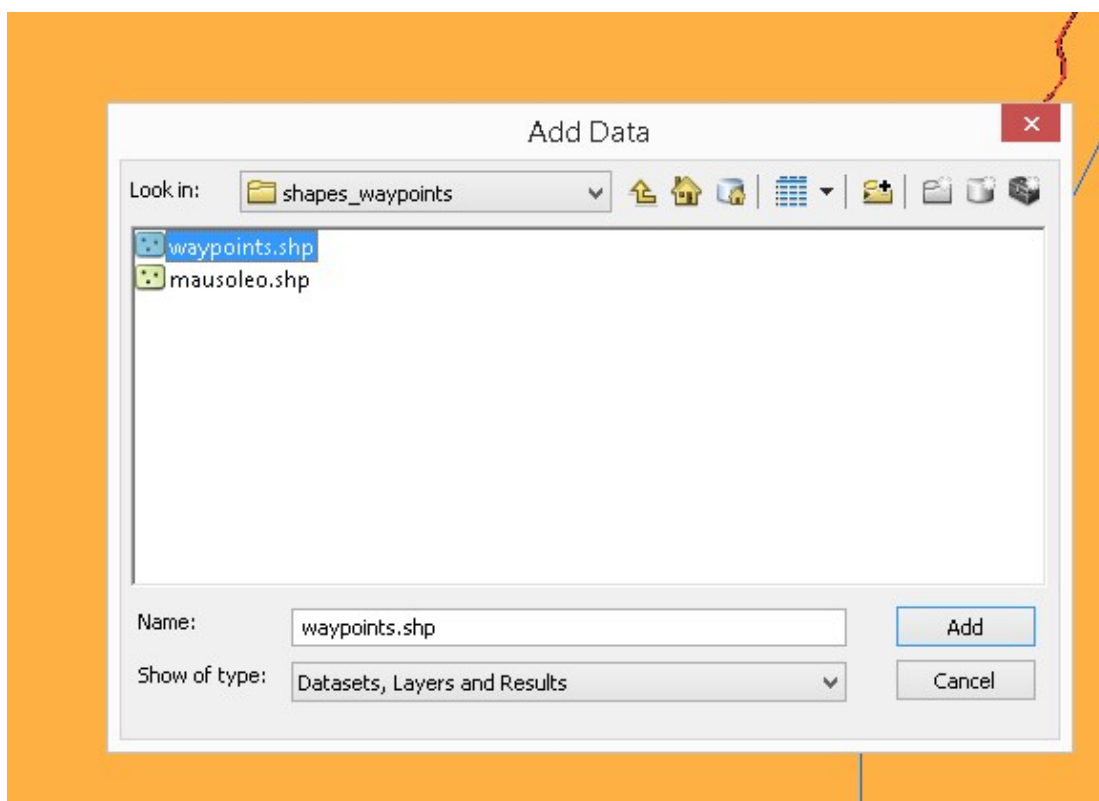 Add Data
Look in: shapes_waypoints
waypoints.shp
mausoleo.shp
Name: waypoints.shp Add
Show of type: Datasets, Layers and Results Cancel